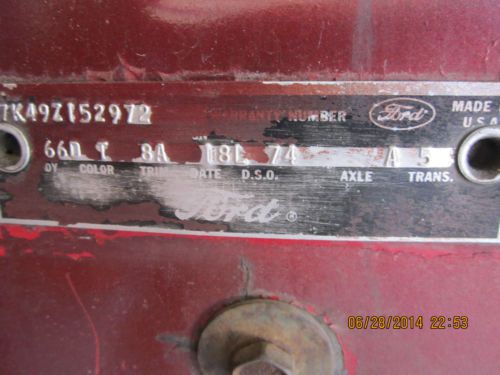 7K49Z152972 WARRANTY NUMBER Ford MADE
U.S.A.
66D T 8A 18L 74 A 5
DY COLOR TRIM DATE D.S.O. AXLE TRANS.
Ford ®
06/28/2014 22:53